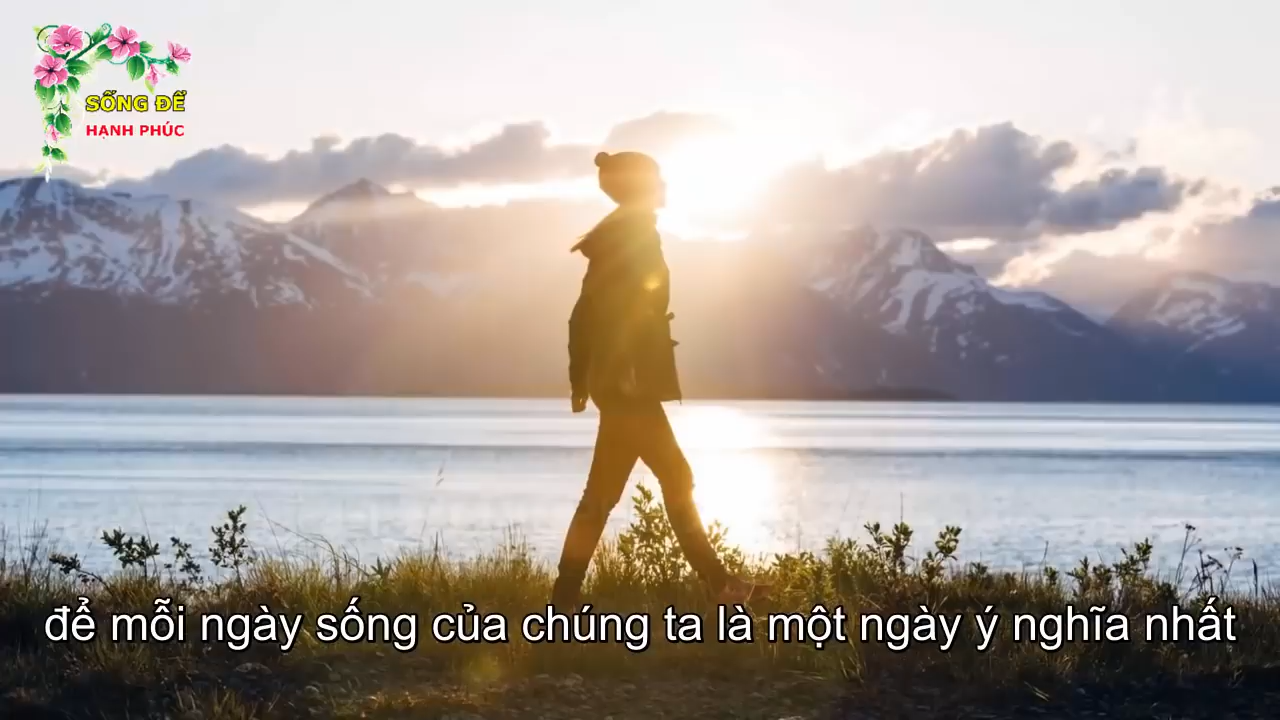 SỐNG ĐỂ
HẠNH PHÚC
để mỗi ngày sống của chúng ta là một ngày ý nghĩa nhất